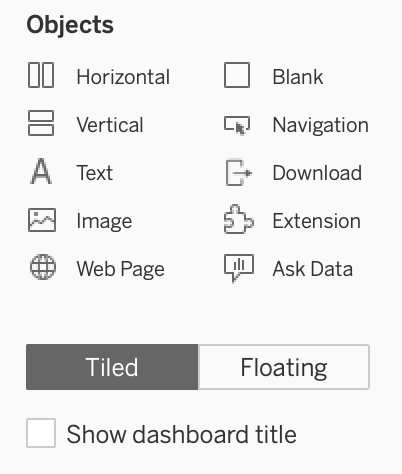 Objects
Horizontal Blank
Vertical Navigation
Text Download
Image Extension
Web Page Ask Data
Tiled Floating
Show dashboard title